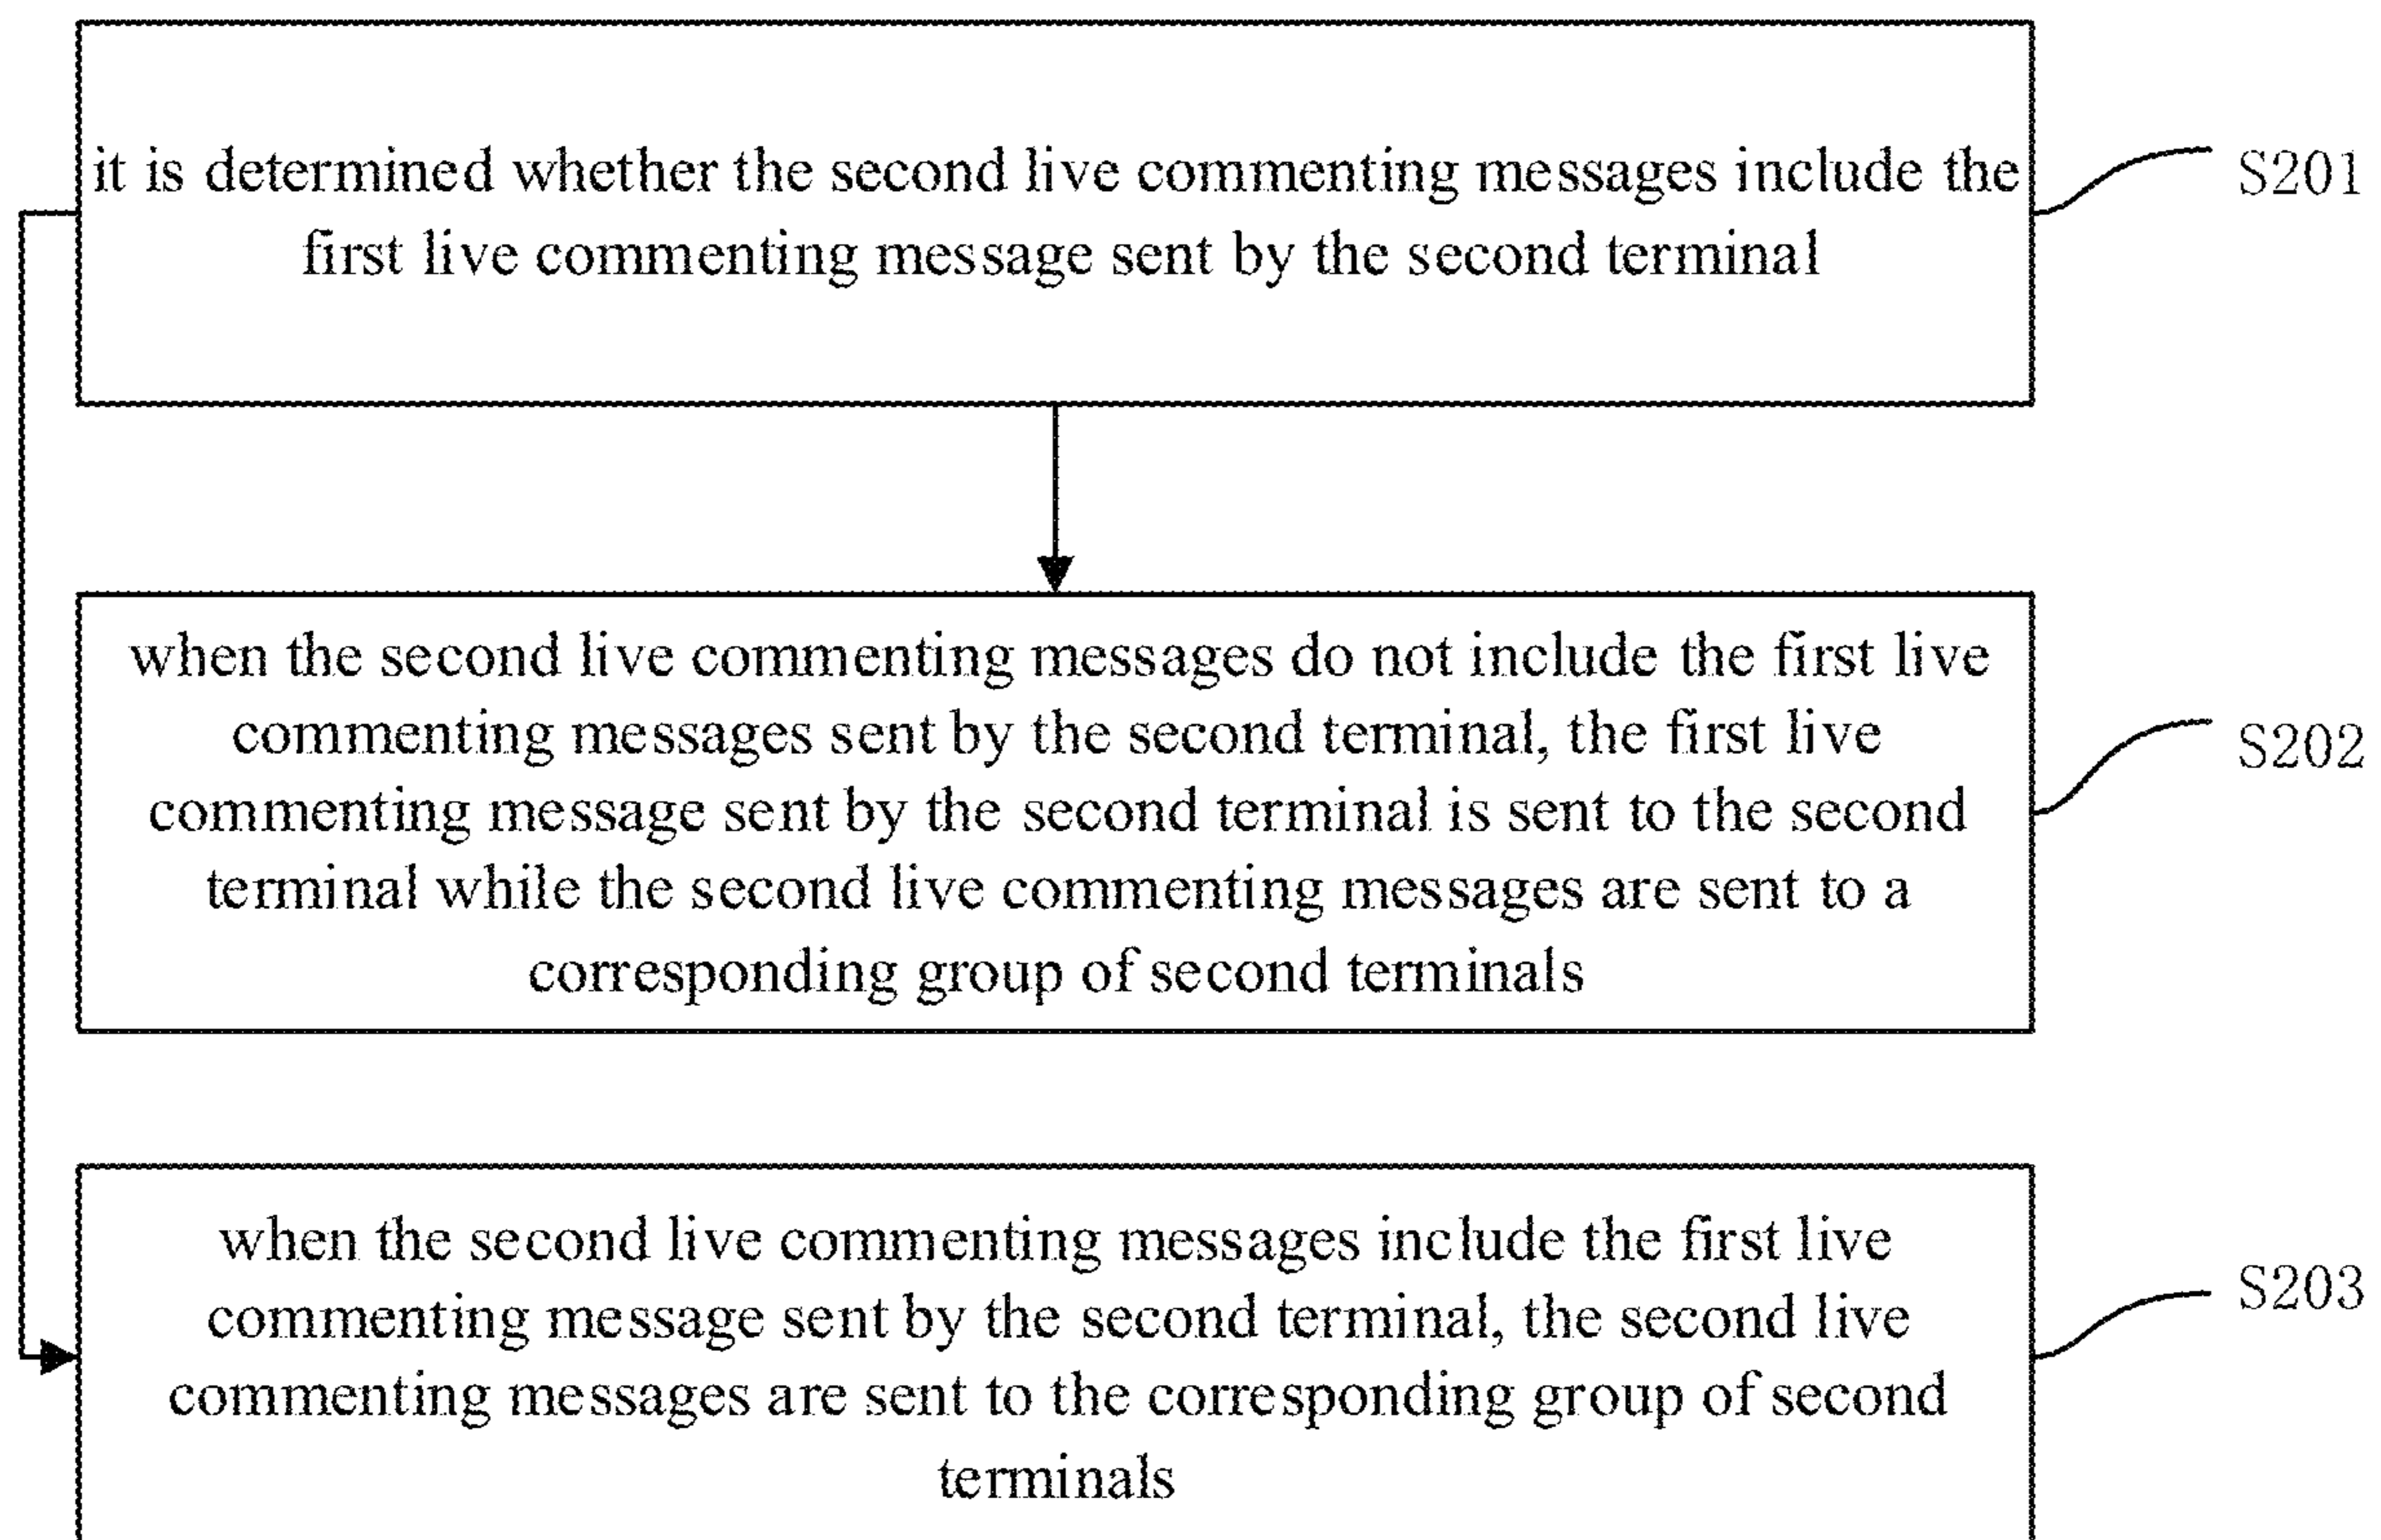 it is determined whether the second live commenting messages include the
first live commenting message sent by the second terminal
S201
when the second live commenting messages do not include the first live
commenting messages sent by the second terminal, the first live
commenting message sent by the second terminal is sent to the second
terminal while the second live commenting messages are sent to a
corresponding group of second terminals
S202
when the second live commenting messages include the first live
commenting message sent by the second terminal, the second live
commenting messages are sent to the corresponding group of second
terminals
S203